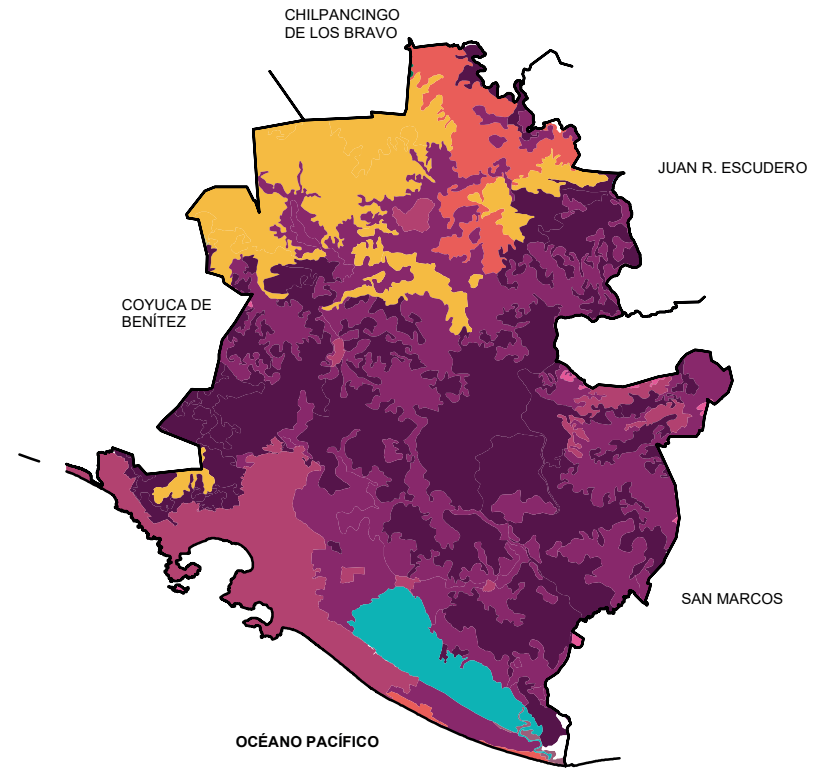 CHILPANCINGO
DE LOS BRAVO
JUAN R. ESCUDERO
COYUCA DE
BENÍTEZ
SAN MARCOS
OCÉANO PACÍFICO